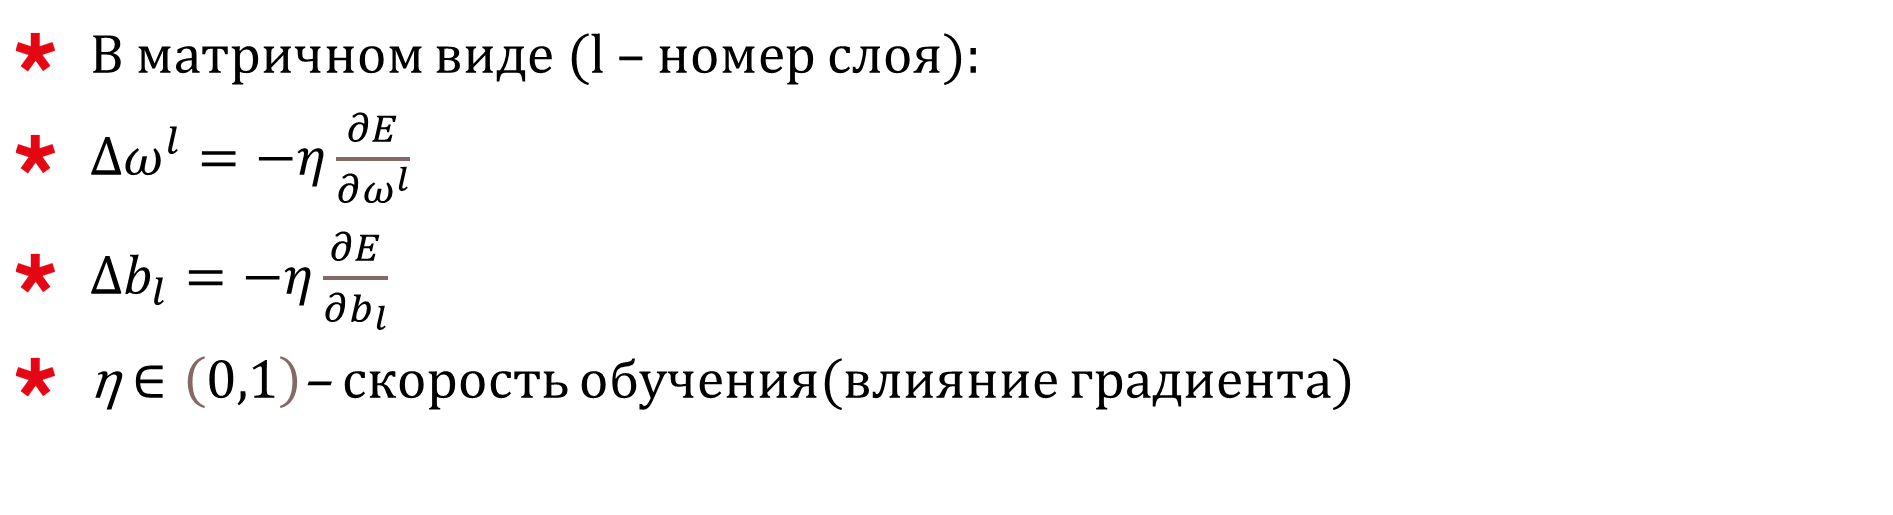 * В матричном виде (l – номер слоя):
* Δω^l = −η ∂E/∂ω^l
* Δb_l = −η ∂E/∂b_l
* η ∈ (0,1) – скорость обучения(влияние градиента)